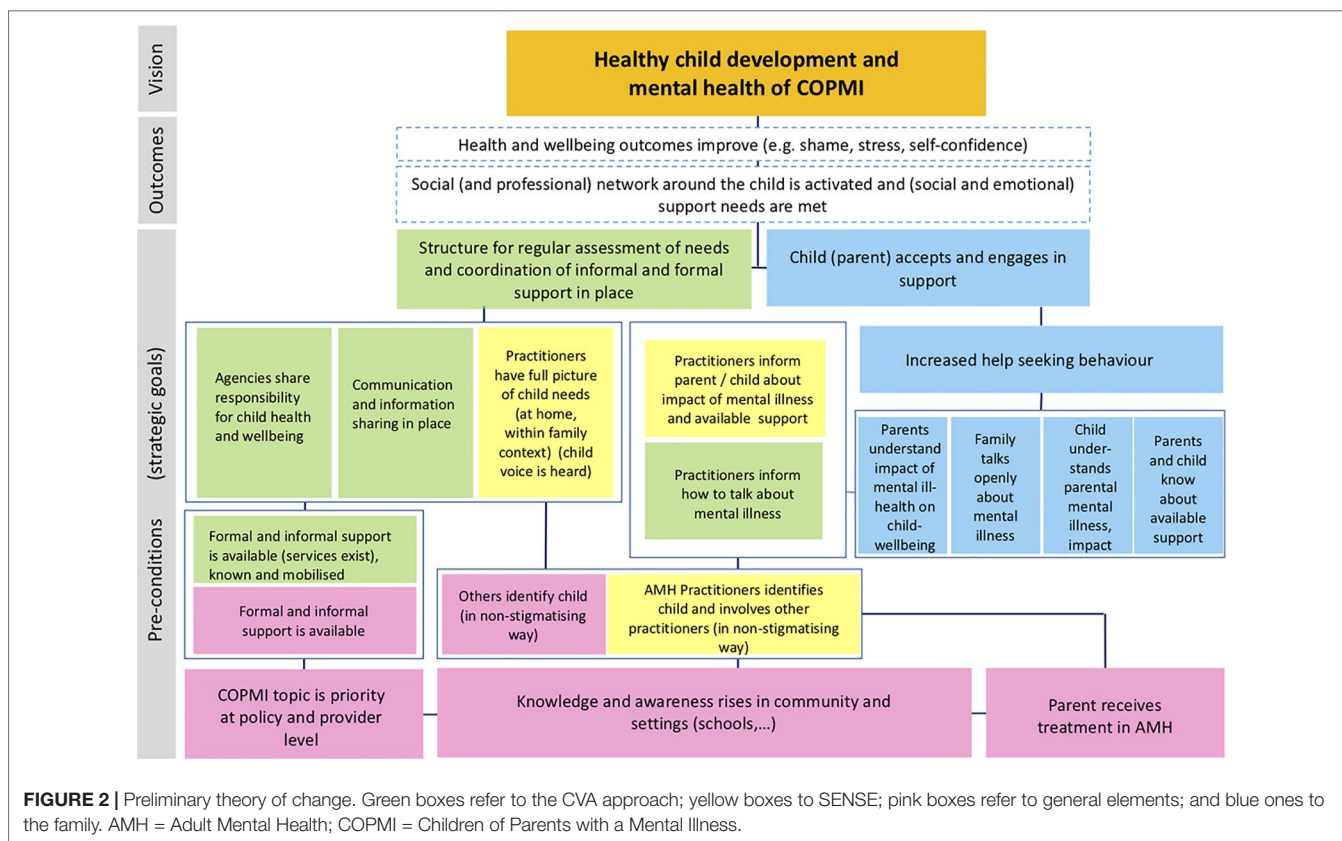 Vision
Healthy child development and
mental health of COPMI
Outcomes
Health and wellbeing outcomes improve (e.g. shame, stress, self-confidence)
Social (and professional) network around the child is activated and (social and emotional)
support needs are met
Pre-conditions (strategic goals)
Structure for regular assessment of needs
and coordination of informal and formal
support in place
Child (parent) accepts and engages in
support
Agencies share
responsibility
for child health
and wellbeing
Communication
and information
sharing in place
Practitioners
have full picture
of child needs
(at home,
within family
context) (child
voice is heard)
Practitioners inform
parent / child about
impact of mental illness
and available support
Practitioners inform
how to talk about
mental illness
Increased help seeking behaviour
Parents
understand
impact of
mental ill-
health on
child-
wellbeing
Family
talks
openly
about
mental
illness
Child
under-
stands
parental
mental
illness,
impact
Parents
and child
know
about
available
support
Formal and informal support
is available (services exist),
known and mobilised
Formal and informal
support is available
Others identify child
(in non-stigmatising
way)
AMH Practitioners identifies
child and involves other
practitioners (in non-stigmatising
way)
COPMI topic is priority
at policy and provider
level
Knowledge and awareness rises in community and
settings (schools,...)
Parent receives
treatment in AMH
FIGURE 2 | Preliminary theory of change. Green boxes refer to the CVA approach; yellow boxes to SENSE; pink boxes refer to general elements; and blue ones to
the family. AMH = Adult Mental Health; COPMI = Children of Parents with a Mental Illness.